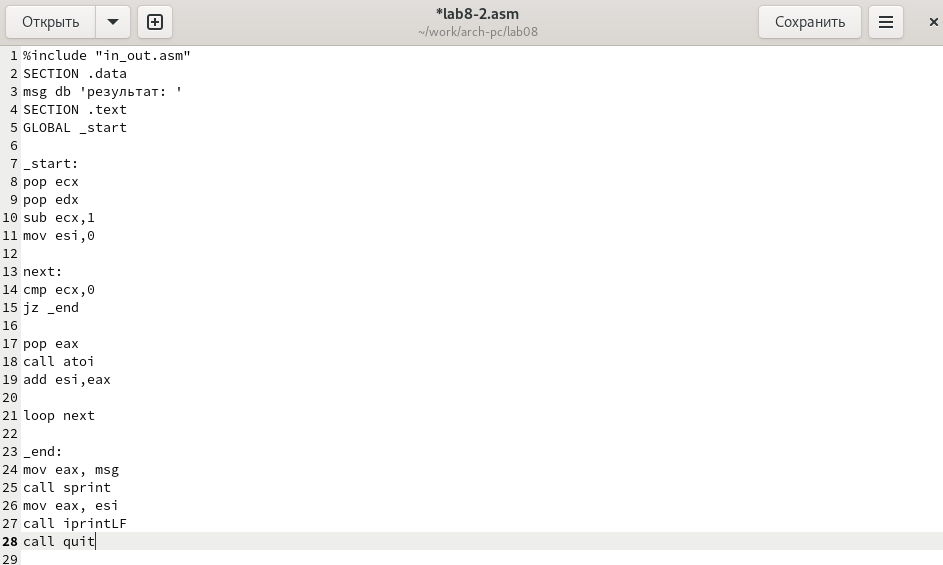 Открыть
*lab8-2.asm
~/work/arch-pc/lab08
Сохранить
1 %include "in_out.asm"
2 SECTION .data
3 msg db 'результат: '
4 SECTION .text
5 GLOBAL _start
6
7 _start:
8 pop ecx
9 pop edx
10 sub ecx,1
11 mov esi,0
12
13 next:
14 cmp ecx,0
15 jz _end
16
17 pop eax
18 call atoi
19 add esi,eax
20
21 loop next
22
23 _end:
24 mov eax, msg
25 call sprint
26 mov eax, esi
27 call iprintLF
28 call quit
29